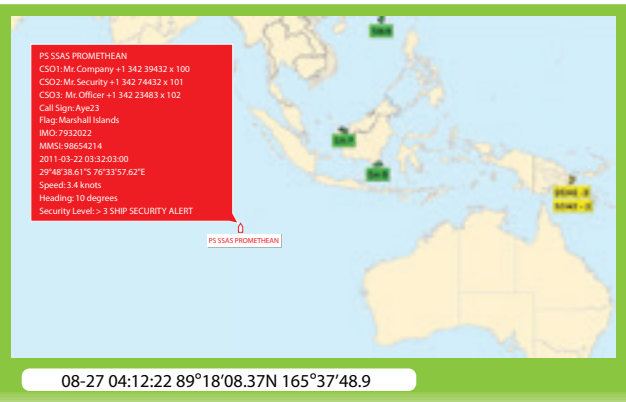 PS SSAS PROMETHEAN
CSO1: Mr. Company +1 342 39432 x 100
CSO2: Mr. Security +1 342 74432 x 101
CSO3: Mr. Officer +1 342 23483 x 102
Call Sign: Aye23
Flag: Marshall Islands
IMO: 7932022
MMSI: 98654214
2011-03-22 03:32:03:00
29°48'38.61"S 76°33'57.62"E
Speed: 3.4 knots
Heading: 10 degrees
Security Level: > 3 SHIP SECURITY ALERT
PS SSAS PROMETHEAN
08-27 04:12:22 89°18'08.37N 165°37'48.9